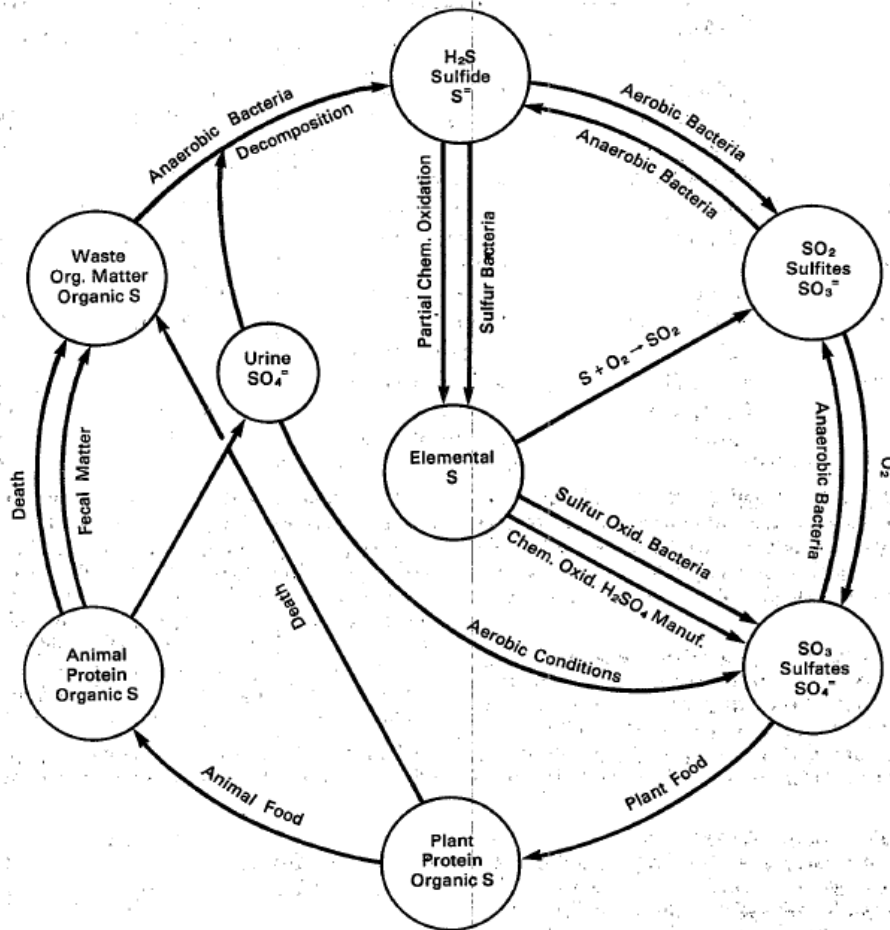 H₂S
Sulfide
S=
Aerobic Bacteria
Anaerobic Bacteria
Anaerobic Bacteria
Decomposition
Partial Chem. Oxidation
Sulfur Bacteria
Waste
Org. Matter
Organic S
SO₂
Sulfites
SO₃=
Urine
SO₄=
S + O₂ → SO₂
Elemental
S
Death
Fecal Matter
Anaerobic Bacteria
O₂
Sulfur Oxid. Bacteria
Chem. Oxid. H₂SO₄ Manuf.
Death
Aerobic Conditions
Animal
Protein
Organic S
SO₃
Sulfates
SO₄=
Animal Food
Plant Food
Plant
Protein
Organic S